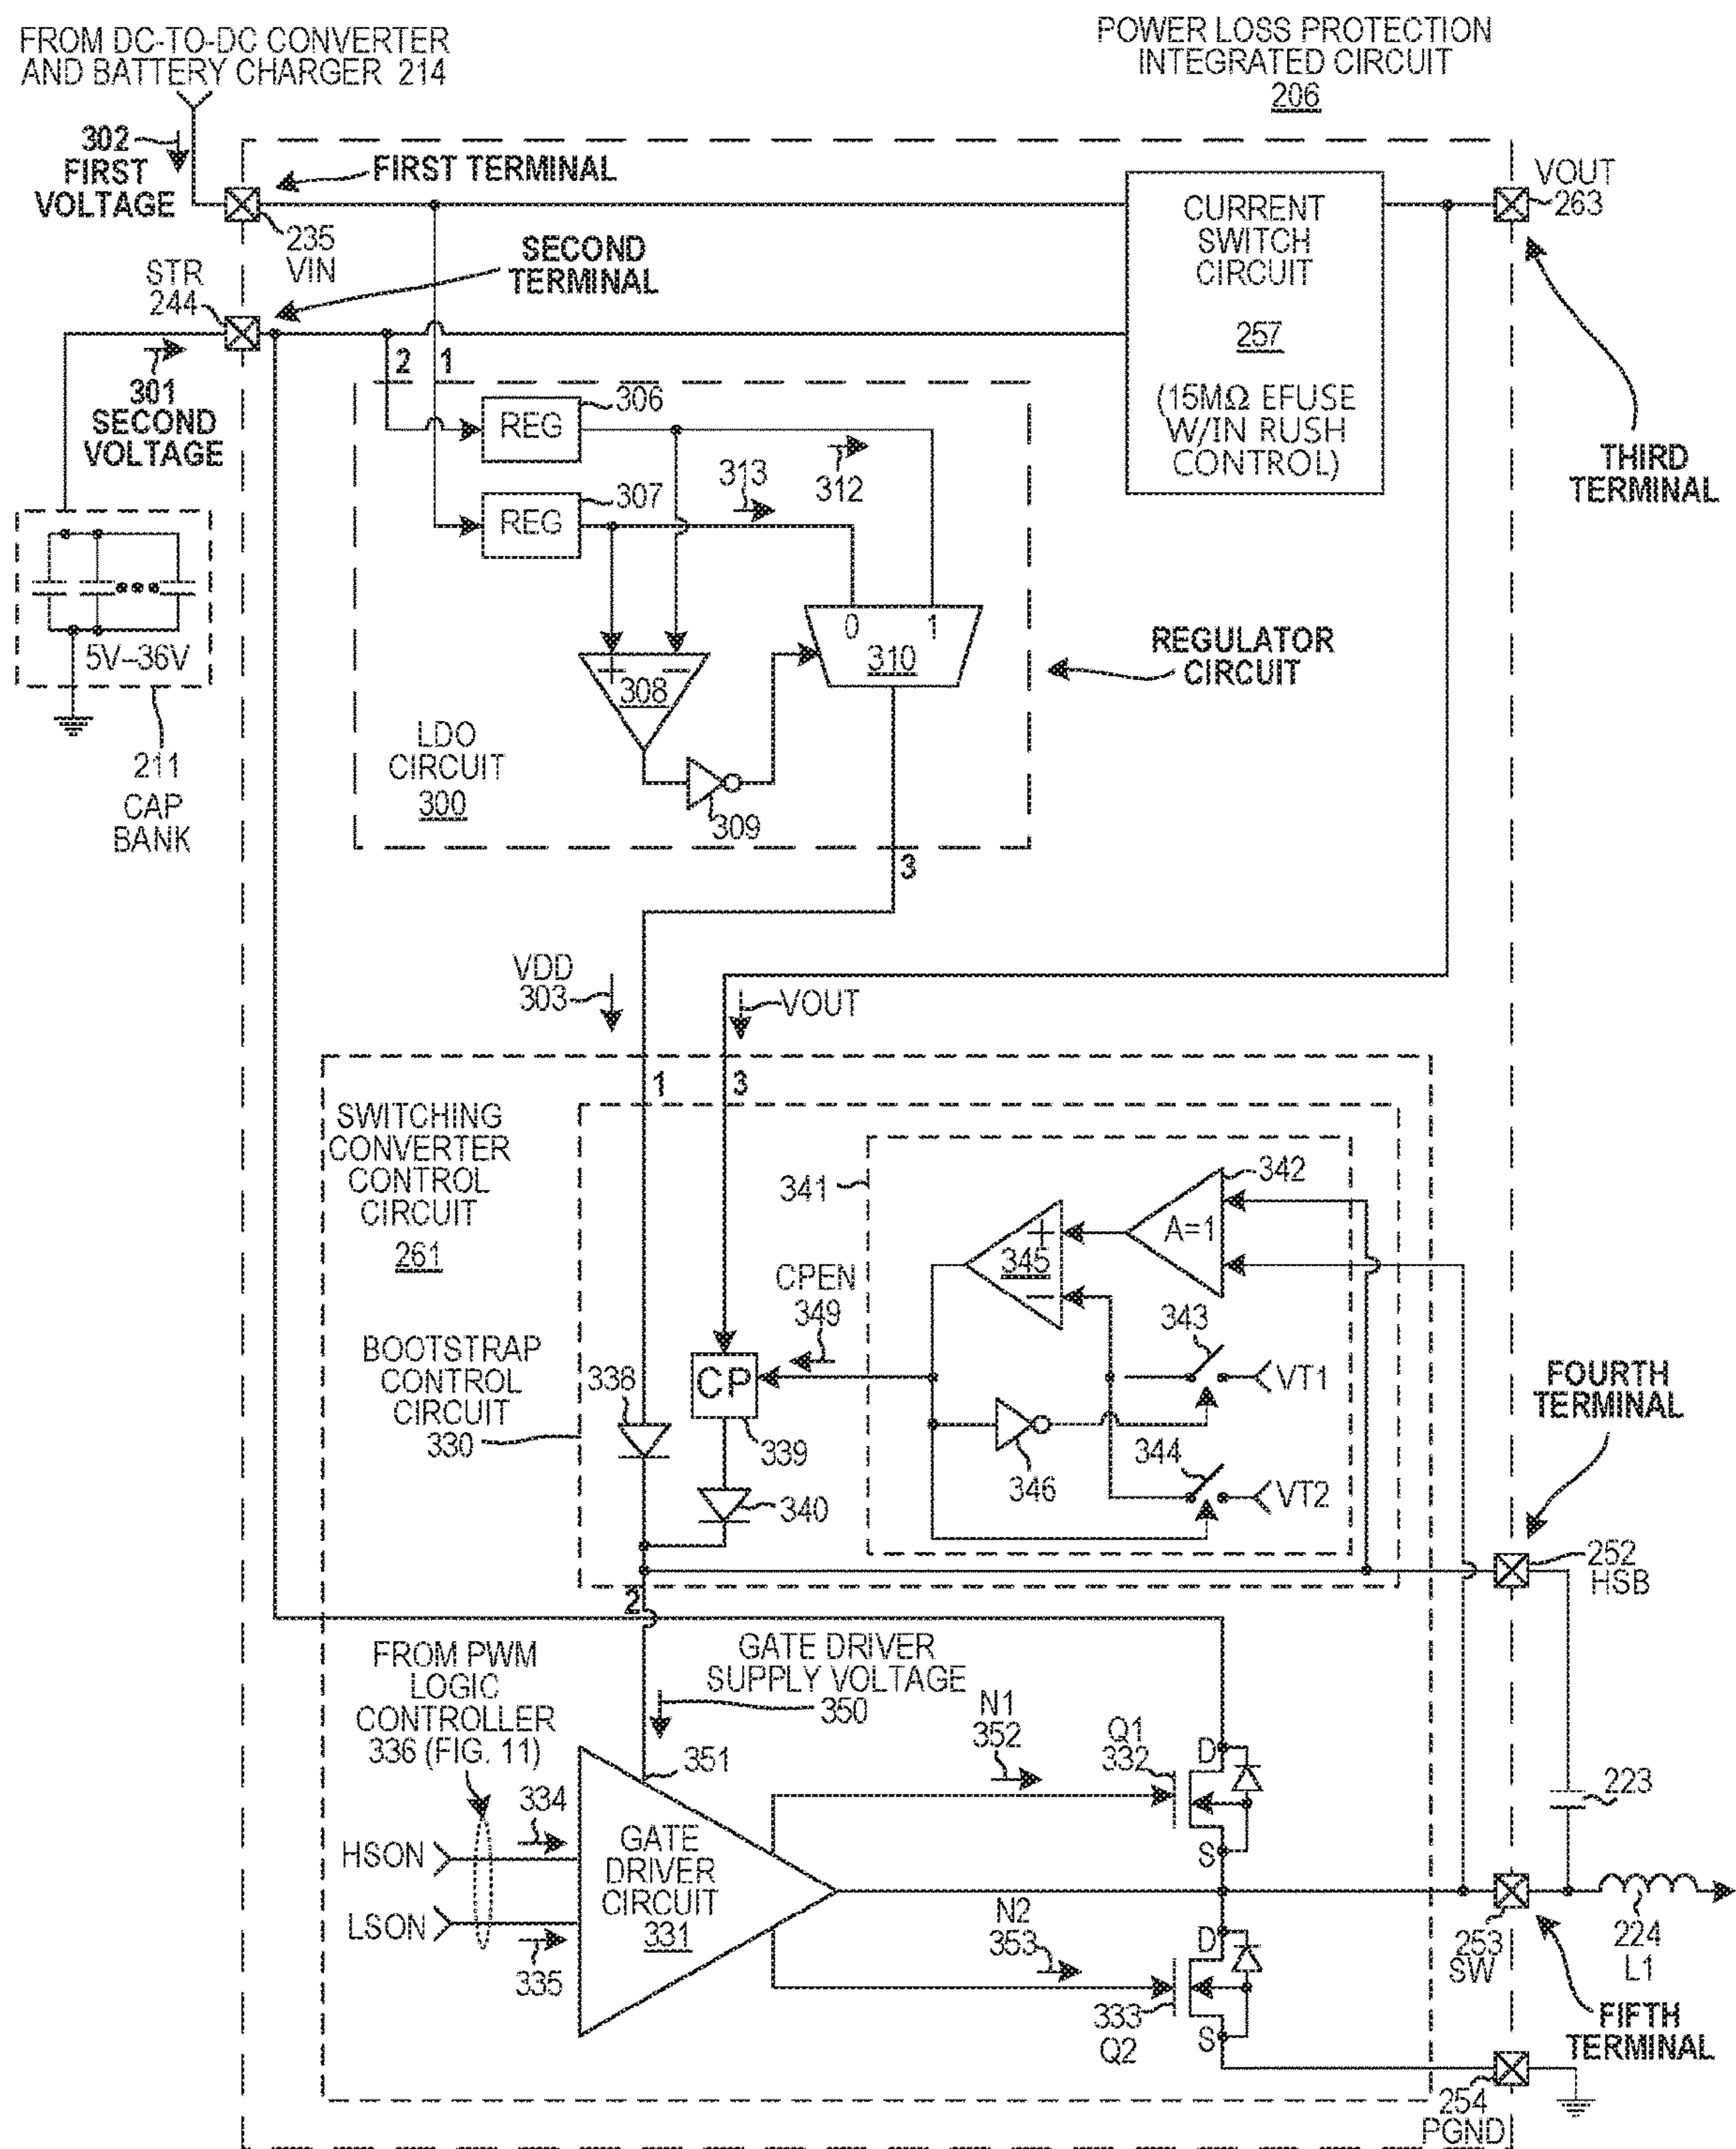 FROM DC-TO-DC CONVERTER
AND BATTERY CHARGER 214
POWER LOSS PROTECTION
INTEGRATED CIRCUIT
206
302
FIRST
VOLTAGE
FIRST TERMINAL
235
VIN
STR
244
SECOND
TERMINAL
301
SECOND
VOLTAGE
CURRENT
SWITCH
CIRCUIT
257
(15MΩ EFUSE
W/IN RUSH
CONTROL)
VOUT
263
THIRD
TERMINAL
2
1
REG
306
REG
307
313
312
0
1
310
+
-
308
309
LDO
CIRCUIT
300
REGULATOR
CIRCUIT
5V–36V
211
CAP
BANK
3
VDD
303
VOUT
1
3
SWITCHING
CONVERTER
CONTROL
CIRCUIT
261
341
342
A=1
+
345
-
CPEN
349
343
VT1
BOOTSTRAP
CONTROL
CIRCUIT
330
338
CP
339
340
346
344
VT2
FOURTH
TERMINAL
252
HSB
2
FROM PWM
LOGIC
CONTROLLER
336 (FIG. 11)
GATE DRIVER
SUPPLY VOLTAGE
350
351
N1
352
Q1
332
D
S
223
334
HSON
LSON
335
GATE
DRIVER
CIRCUIT
331
N2
353
333
Q2
D
S
253
SW
224
L1
FIFTH
TERMINAL
254
PGND